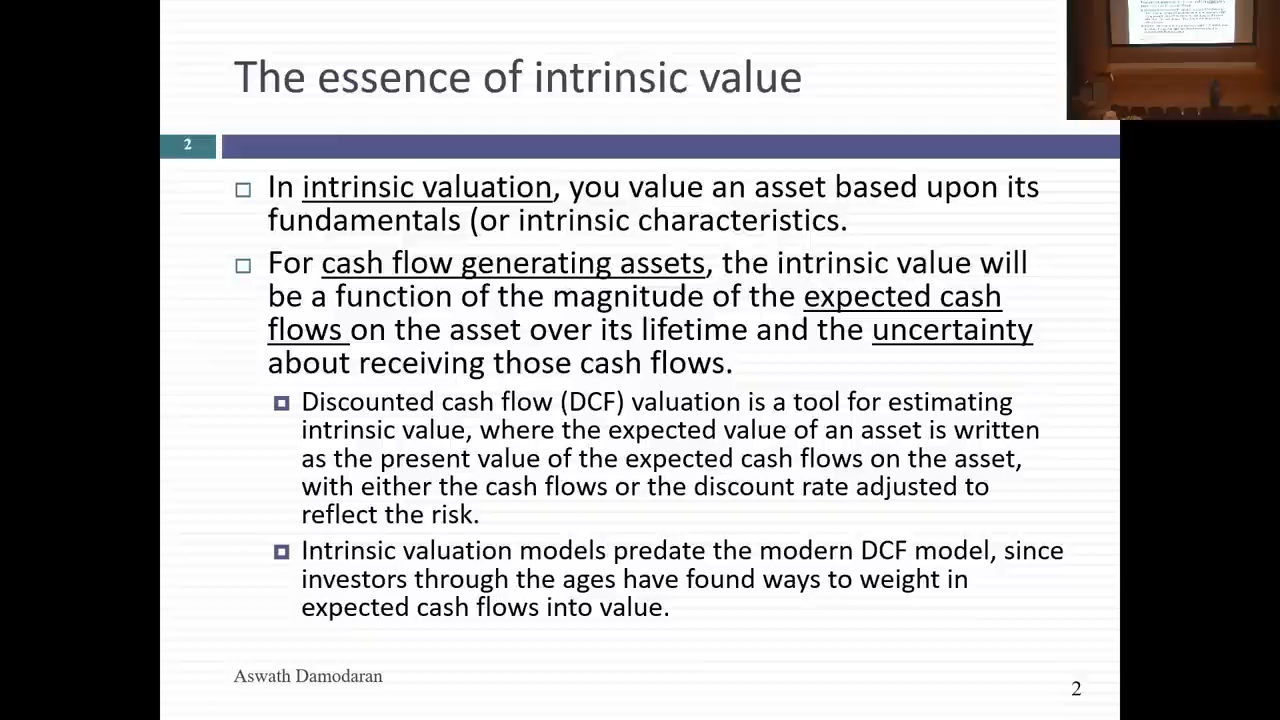 The essence of intrinsic value
2
In intrinsic valuation, you value an asset based upon its
fundamentals (or intrinsic characteristics.
For cash flow generating assets, the intrinsic value will
be a function of the magnitude of the expected cash
flows on the asset over its lifetime and the uncertainty
about receiving those cash flows.
Discounted cash flow (DCF) valuation is a tool for estimating
intrinsic value, where the expected value of an asset is written
as the present value of the expected cash flows on the asset,
with either the cash flows or the discount rate adjusted to
reflect the risk.
Intrinsic valuation models predate the modern DCF model, since
investors through the ages have found ways to weight in
expected cash flows into value.
Aswath Damodaran
2